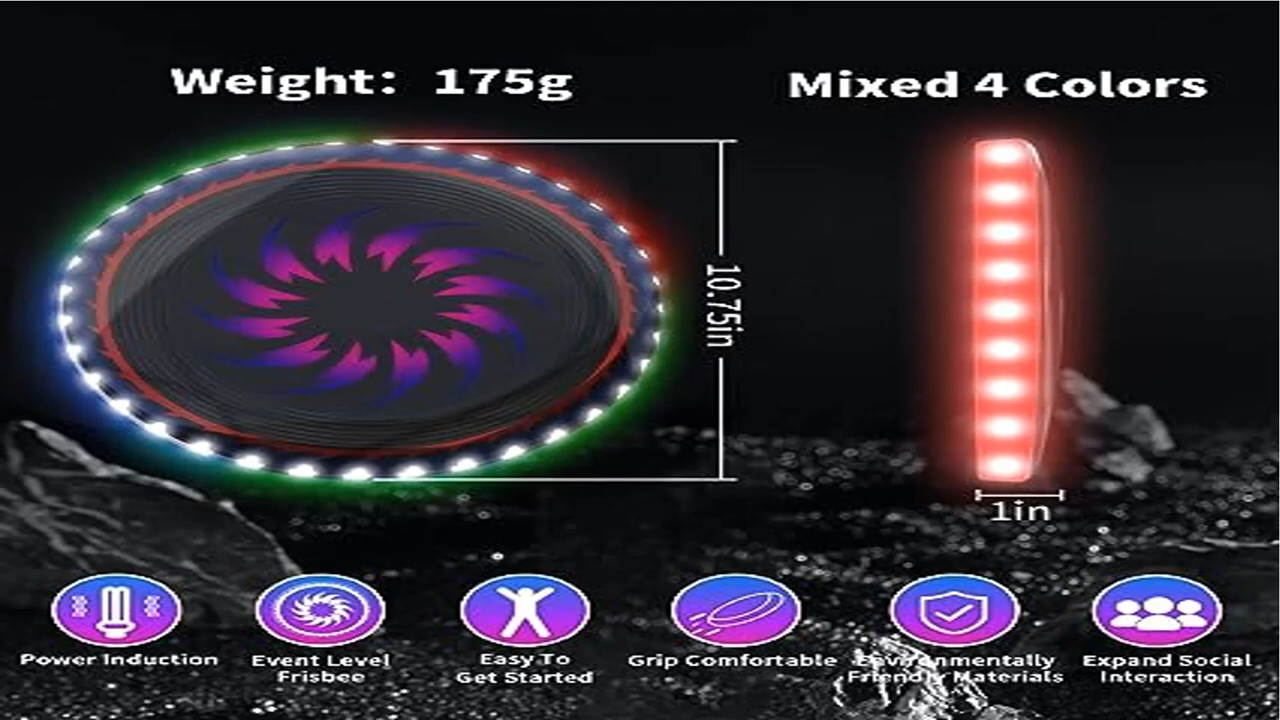 Weight: 175g
Mixed 4 Colors
10.75in
1in
Power Induction
Event Level
Frisbee
Easy To
Get Started
Grip Comfortable
Environmentally
Friendly Materials
Expand Social
Interaction